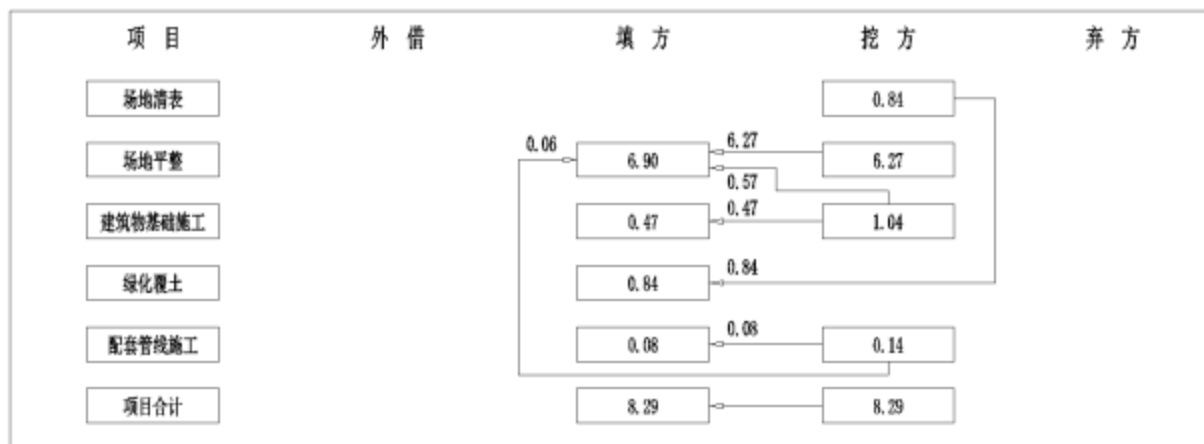 项目 外借 填方 挖方 弃方
场地清表 0.84
0.06 6.27
场地平整 6.90 6.27
0.57
建筑物基础施工 0.47 0.47 1.04
绿化覆土 0.84 0.84
配套管线施工 0.08 0.08 0.14
项目合计 8.29 8.29